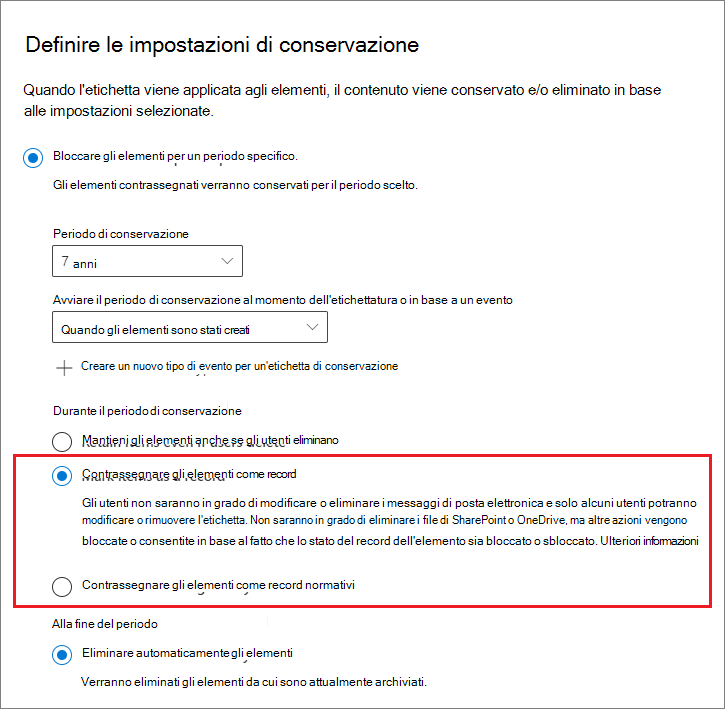 Definire le impostazioni di conservazione
Quando l'etichetta viene applicata agli elementi, il contenuto viene conservato e/o eliminato in base
alle impostazioni selezionate.
Bloccare gli elementi per un periodo specifico.
Gli elementi contrassegnati verranno conservati per il periodo scelto.
Periodo di conservazione
7 anni
Avviare il periodo di conservazione al momento dell'etichettatura o in base a un evento
Quando gli elementi sono stati creati
Creare un nuovo tipo di evento per un'etichetta di conservazione
Durante il periodo di conservazione
Mantieni gli elementi anche se gli utenti eliminano
Contrassegnare gli elementi come record
Gli utenti non saranno in grado di modificare o eliminare i messaggi di posta elettronica e solo alcuni utenti potranno
modificare o rimuovere l'etichetta. Non saranno in grado di eliminare i file di SharePoint o OneDrive, ma altre azioni vengono
bloccate o consentite in base al fatto che lo stato del record dell'elemento sia bloccato o sbloccato. Ulteriori informazioni
Contrassegnare gli elementi come record normativi
Alla fine del periodo
Eliminare automaticamente gli elementi
Verranno eliminati gli elementi da cui sono attualmente archiviati.